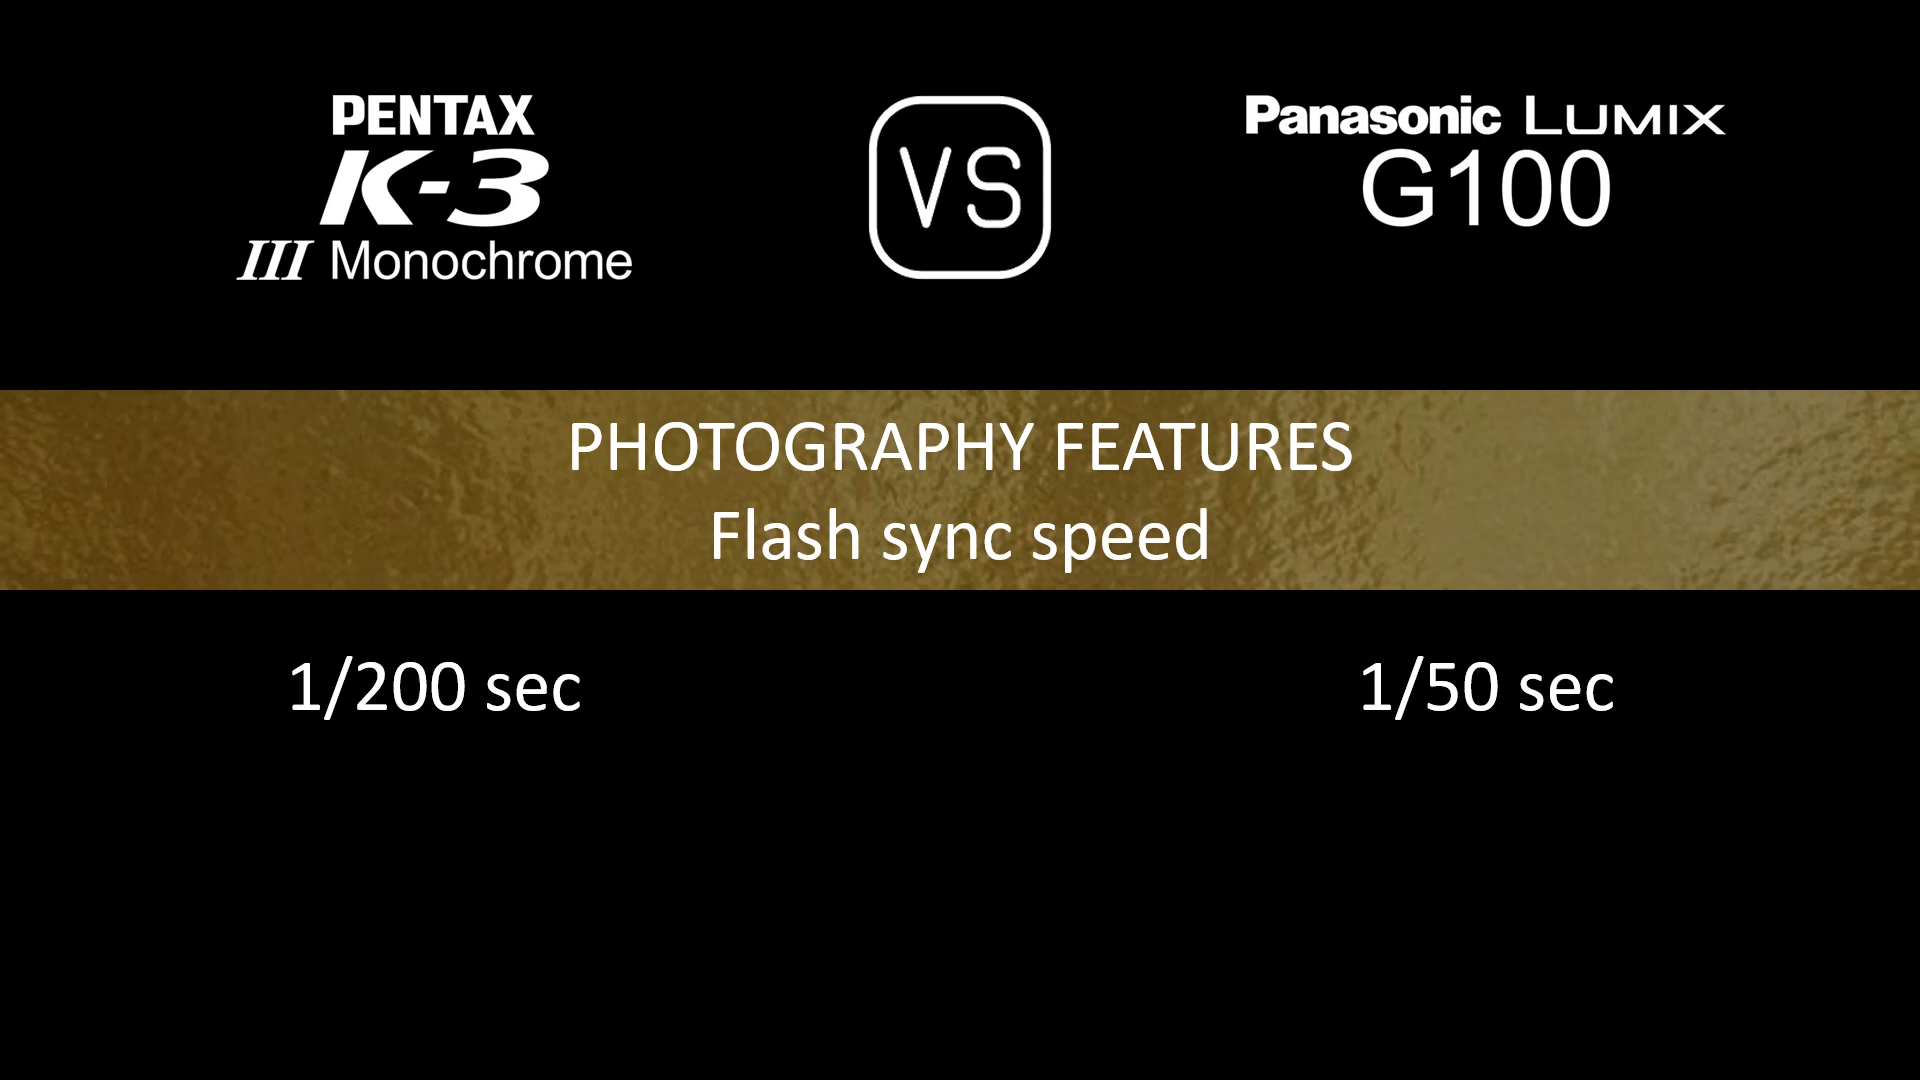 PENTAX
K-3
III Monochrome
VS
Panasonic LUMIX
G100
PHOTOGRAPHY FEATURES
Flash sync speed
1/200 sec
1/50 sec